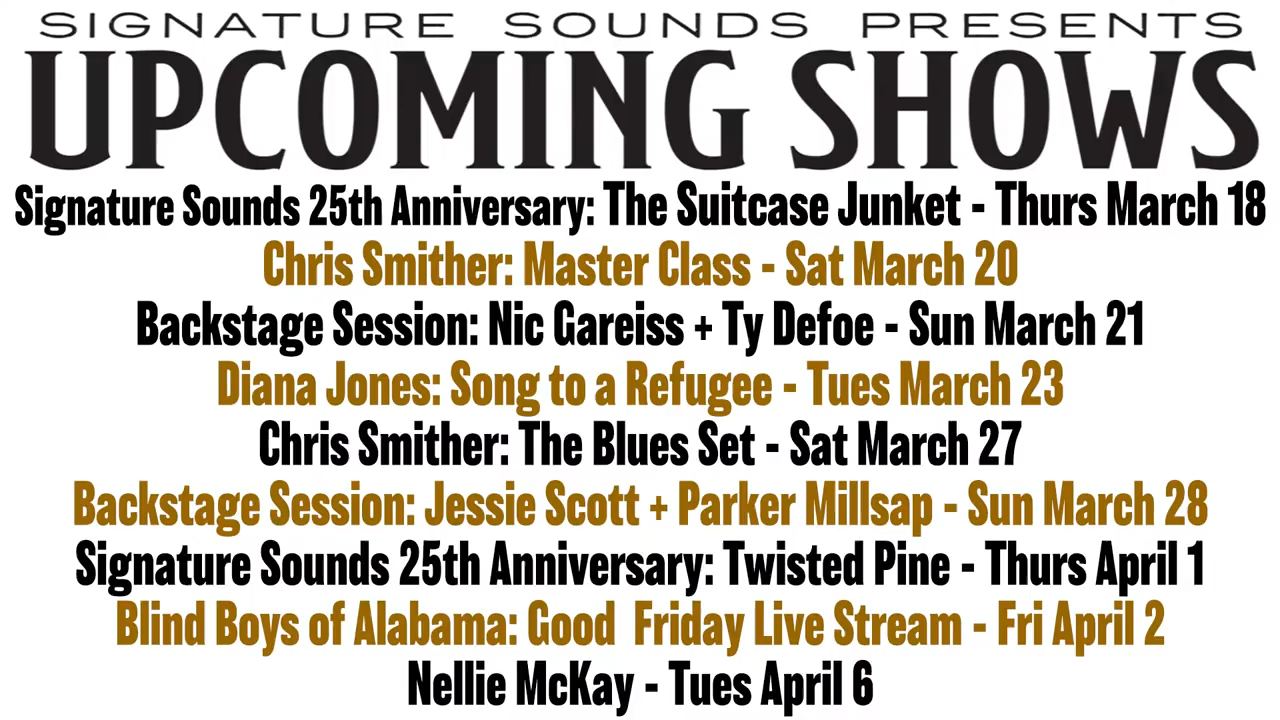 SIGNATURE SOUNDS PRESENTS
UPCOMING SHOWS
Signature Sounds 25th Anniversary: The Suitcase Junket - Thurs March 18
Chris Smither: Master Class - Sat March 20
Backstage Session: Nic Gareiss + Ty Defoe - Sun March 21
Diana Jones: Song to a Refugee - Tues March 23
Chris Smither: The Blues Set - Sat March 27
Backstage Session: Jessie Scott + Parker Millsap - Sun March 28
Signature Sounds 25th Anniversary: Twisted Pine - Thurs April 1
Blind Boys of Alabama: Good  Friday Live Stream - Fri April 2
Nellie McKay - Tues April 6